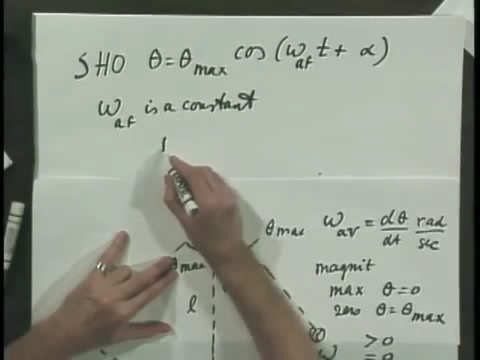 SHO θ = θmax cos (ωaf t + α)
ωaf is a constant
θmax
θmax
l
ωav = dθ/dt rad/sec
magnit
max θ=0
zero θ=θmax
> 0
= 0